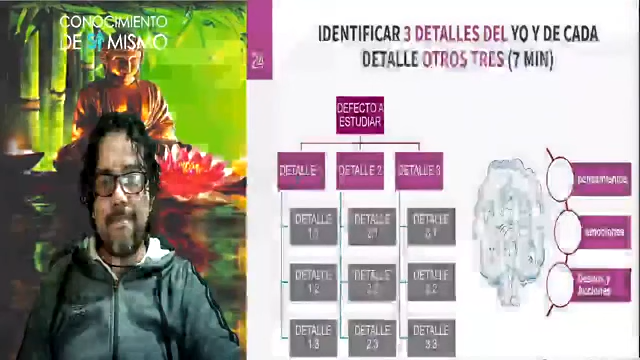 CONOCIMIENTO
DE SÍ MISMO
24
IDENTIFICAR 3 DETALLES DEL YO Y DE CADA
DETALLE OTROS TRES (7 MIN)
DEFECTO A
ESTUDIAR
DETALLE
DETALLE 2
DETALLE 3
DETALLE
1.1
DETALLE
2.1
DETALLE
3.1
DETALLE
1.2
DETALLE
2.2
DETALLE
3.2
DETALLE
1.3
DETALLE
2.3
DETALLE
3.3
pensamientos
emociones
Deseos y
Acciones